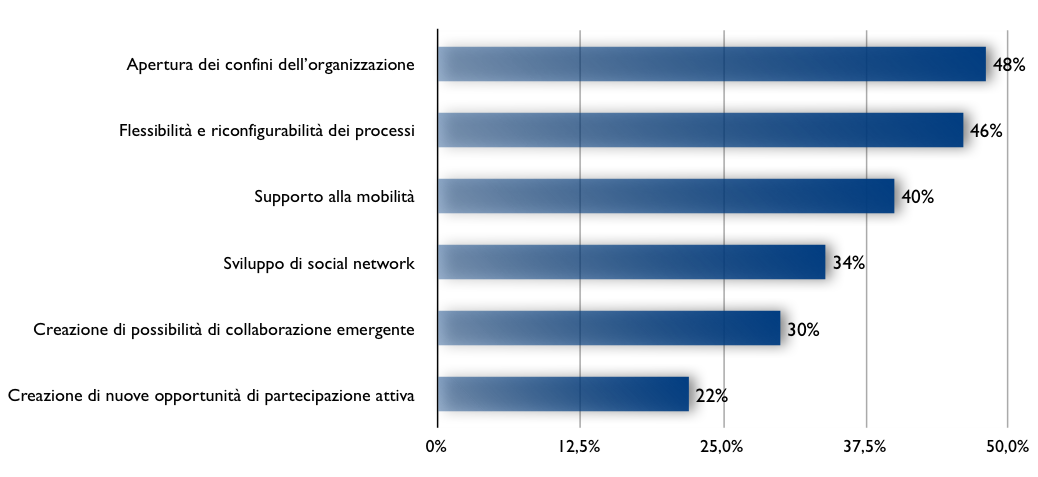 Apertura dei confini dell’organizzazione 48%
Flessibilità e riconfigurabilità dei processi 46%
Supporto alla mobilità 40%
Sviluppo di social network 34%
Creazione di possibilità di collaborazione emergente 30%
Creazione di nuove opportunità di partecipazione attiva 22%
0% 12,5% 25,0% 37,5% 50,0%